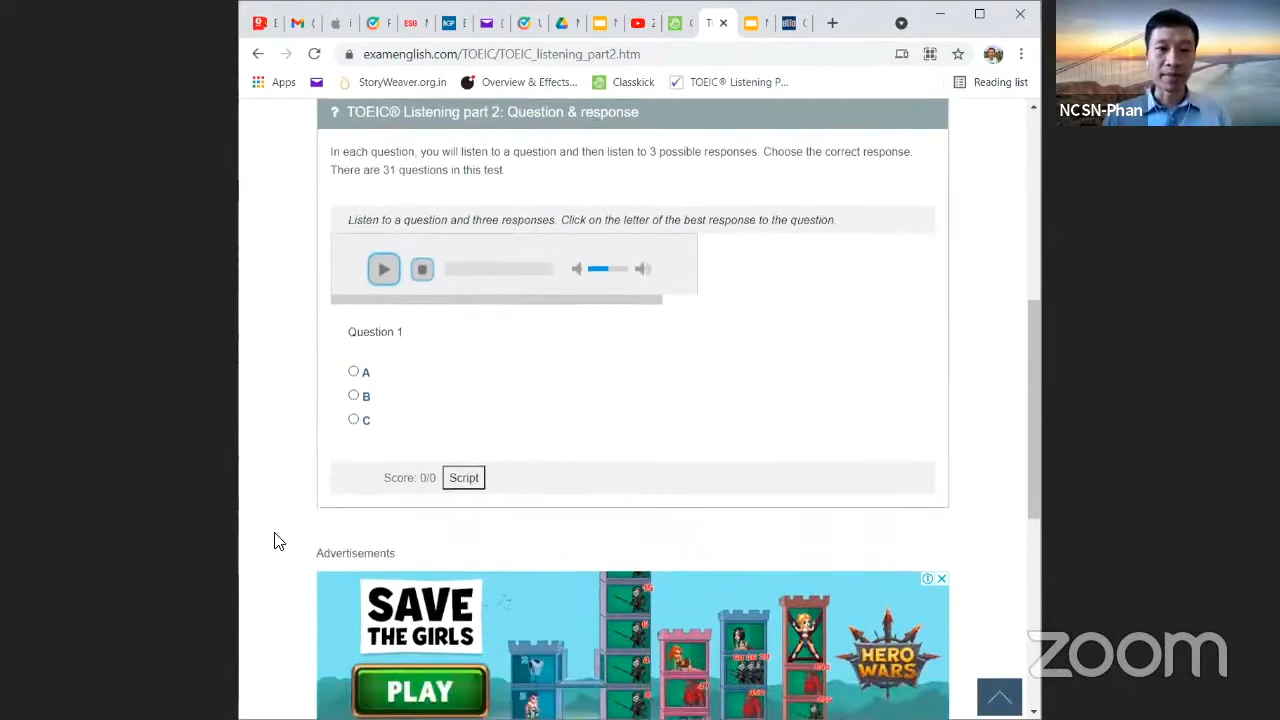 ESG
BGP
examenglish.com/TOEIC/TOEIC_listening_part2.htm
Apps
StoryWeaver.org.in
Overview & Effects...
Classkick
TOEIC® Listening P...
Reading list
NCSN-Phan
? TOEIC® Listening part 2: Question & response
In each question, you will listen to a question and then listen to 3 possible responses. Choose the correct response.
There are 31 questions in this test.
Listen to a question and three responses. Click on the letter of the best response to the question.
Question 1
A
B
C
Score: 0/0 Script
Advertisements
SAVE
THE GIRLS
PLAY
HERO
WARS
zoom